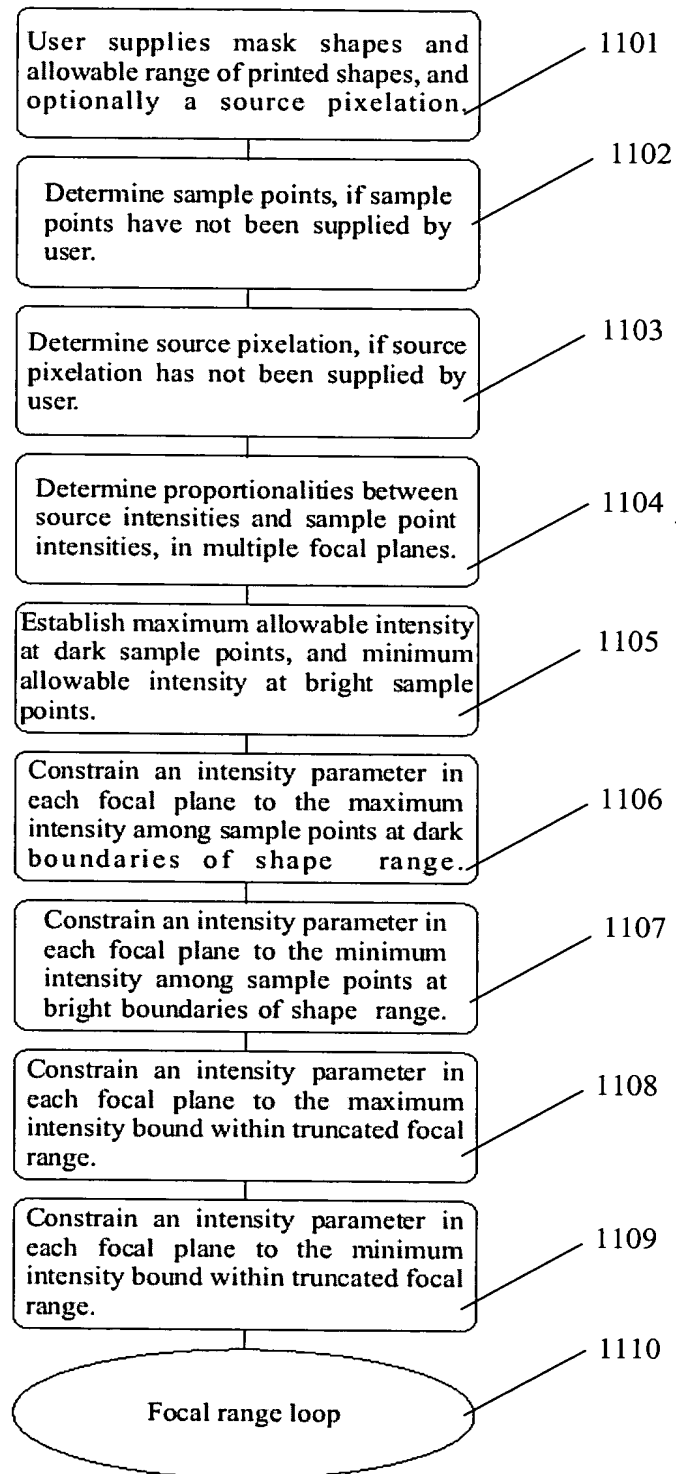 User supplies mask shapes and
allowable range of printed shapes, and
optionally a source pixelation.
1101
Determine sample points, if sample
points have not been supplied by
user.
1102
Determine source pixelation, if source
pixelation has not been supplied by
user.
1103
Determine proportionalities between
source intensities and sample point
intensities, in multiple focal planes.
1104
Establish maximum allowable intensity
at dark sample points, and minimum
allowable intensity at bright sample
points.
1105
Constrain an intensity parameter in
each focal plane to the maximum
intensity among sample points at dark
boundaries of shape range.
1106
Constrain an intensity parameter in
each focal plane to the minimum
intensity among sample points at
bright boundaries of shape range.
1107
Constrain an intensity parameter in
each focal plane to the maximum
intensity bound within truncated focal
range.
1108
Constrain an intensity parameter in
each focal plane to the minimum
intensity bound within truncated focal
range.
1109
Focal range loop
1110